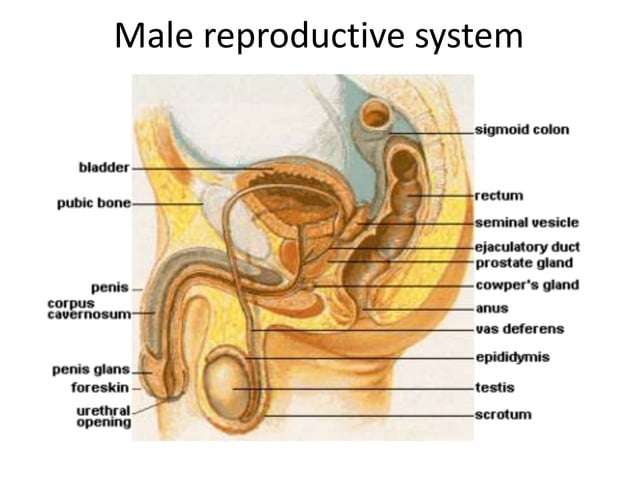 Male reproductive system
bladder
pubic bone
penis
corpus
cavernosum
penis glans
foreskin
urethral
opening
sigmoid colon
rectum
seminal vesicle
ejaculatory duct
prostate gland
cowper's gland
anus
vas deferens
epididymis
testis
scrotum